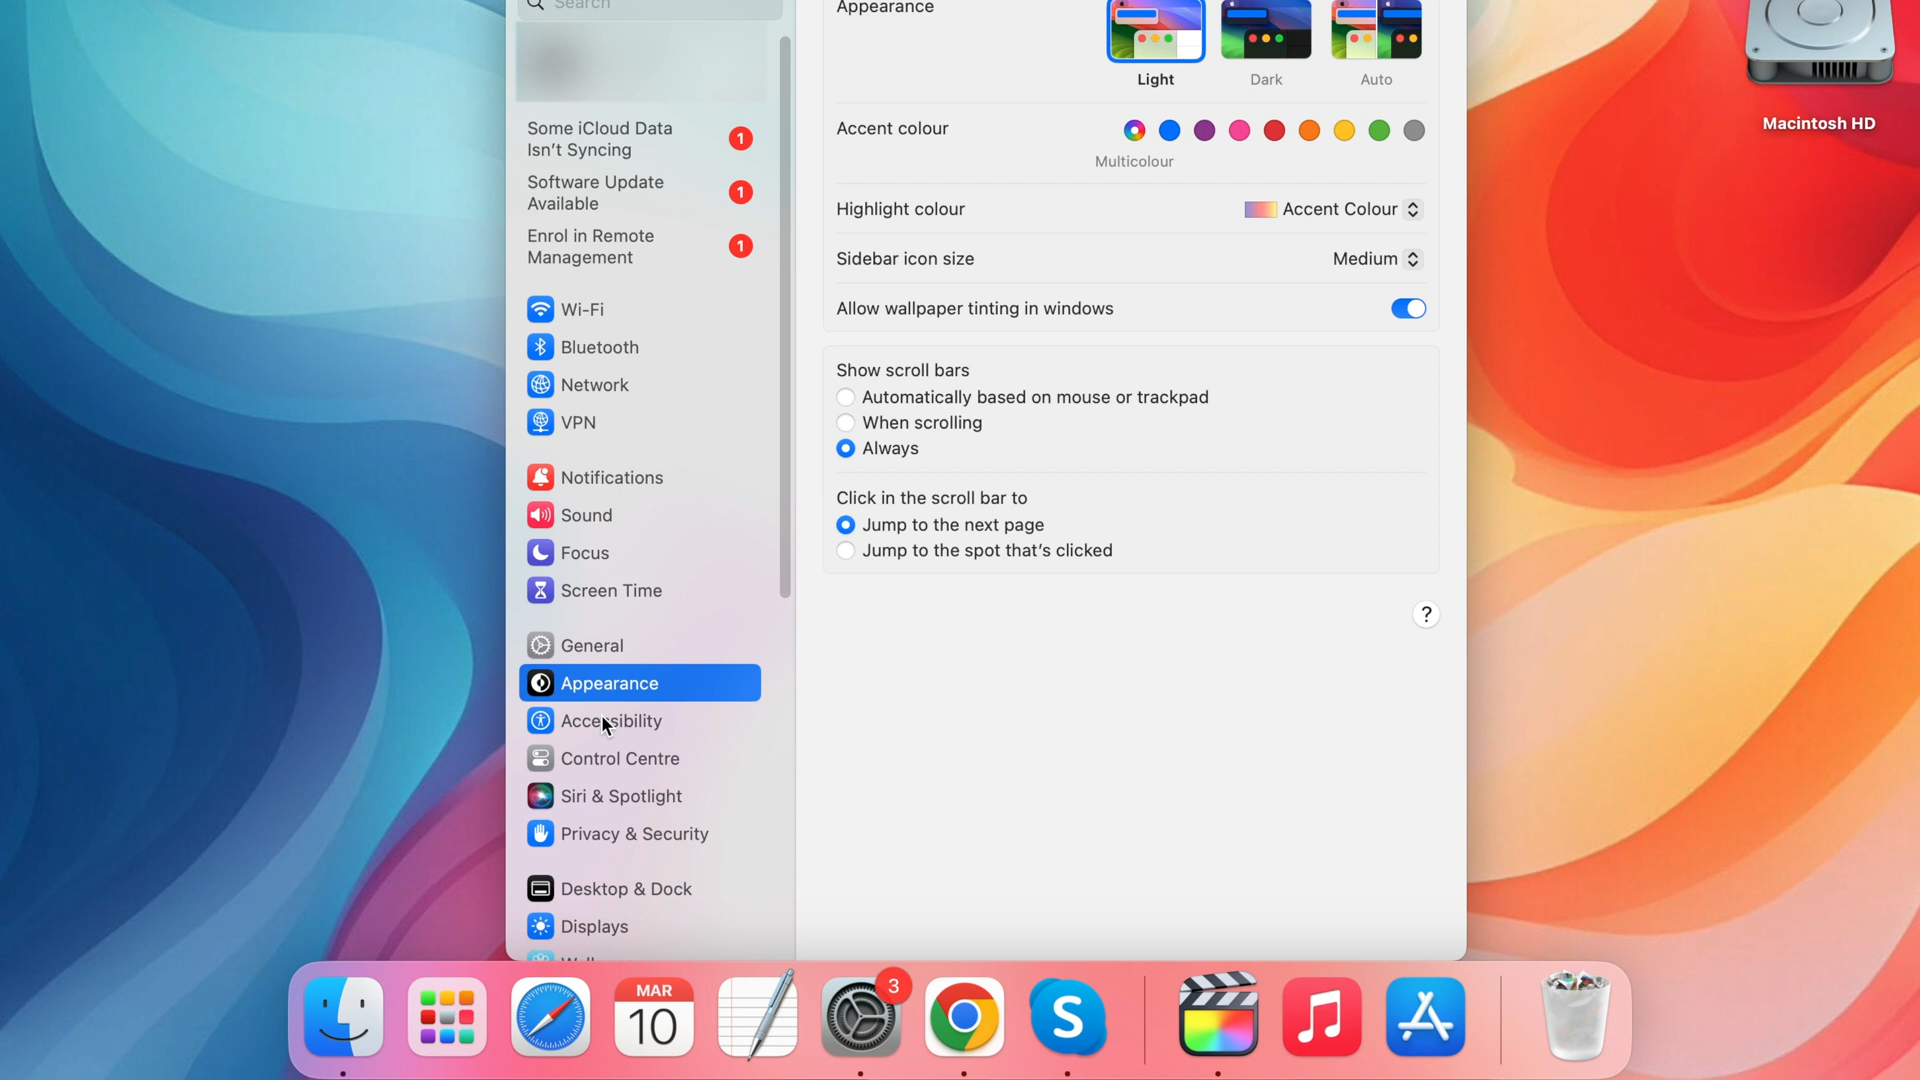 Search
Some iCloud Data
Isn't Syncing
1
Software Update
Available
1
Enrol in Remote
Management
1
Wi-Fi
Bluetooth
Network
VPN
Notifications
Sound
Focus
Screen Time
General
Appearance
Accessibility
Control Centre
Siri & Spotlight
Privacy & Security
Desktop & Dock
Displays
Appearance
Light
Dark
Auto
Accent colour
Multicolour
Highlight colour
Accent Colour
Sidebar icon size
Medium
Allow wallpaper tinting in windows
Show scroll bars
Automatically based on mouse or trackpad
When scrolling
Always
Click in the scroll bar to
Jump to the next page
Jump to the spot that's clicked
?
Macintosh HD
MAR
10
3
S